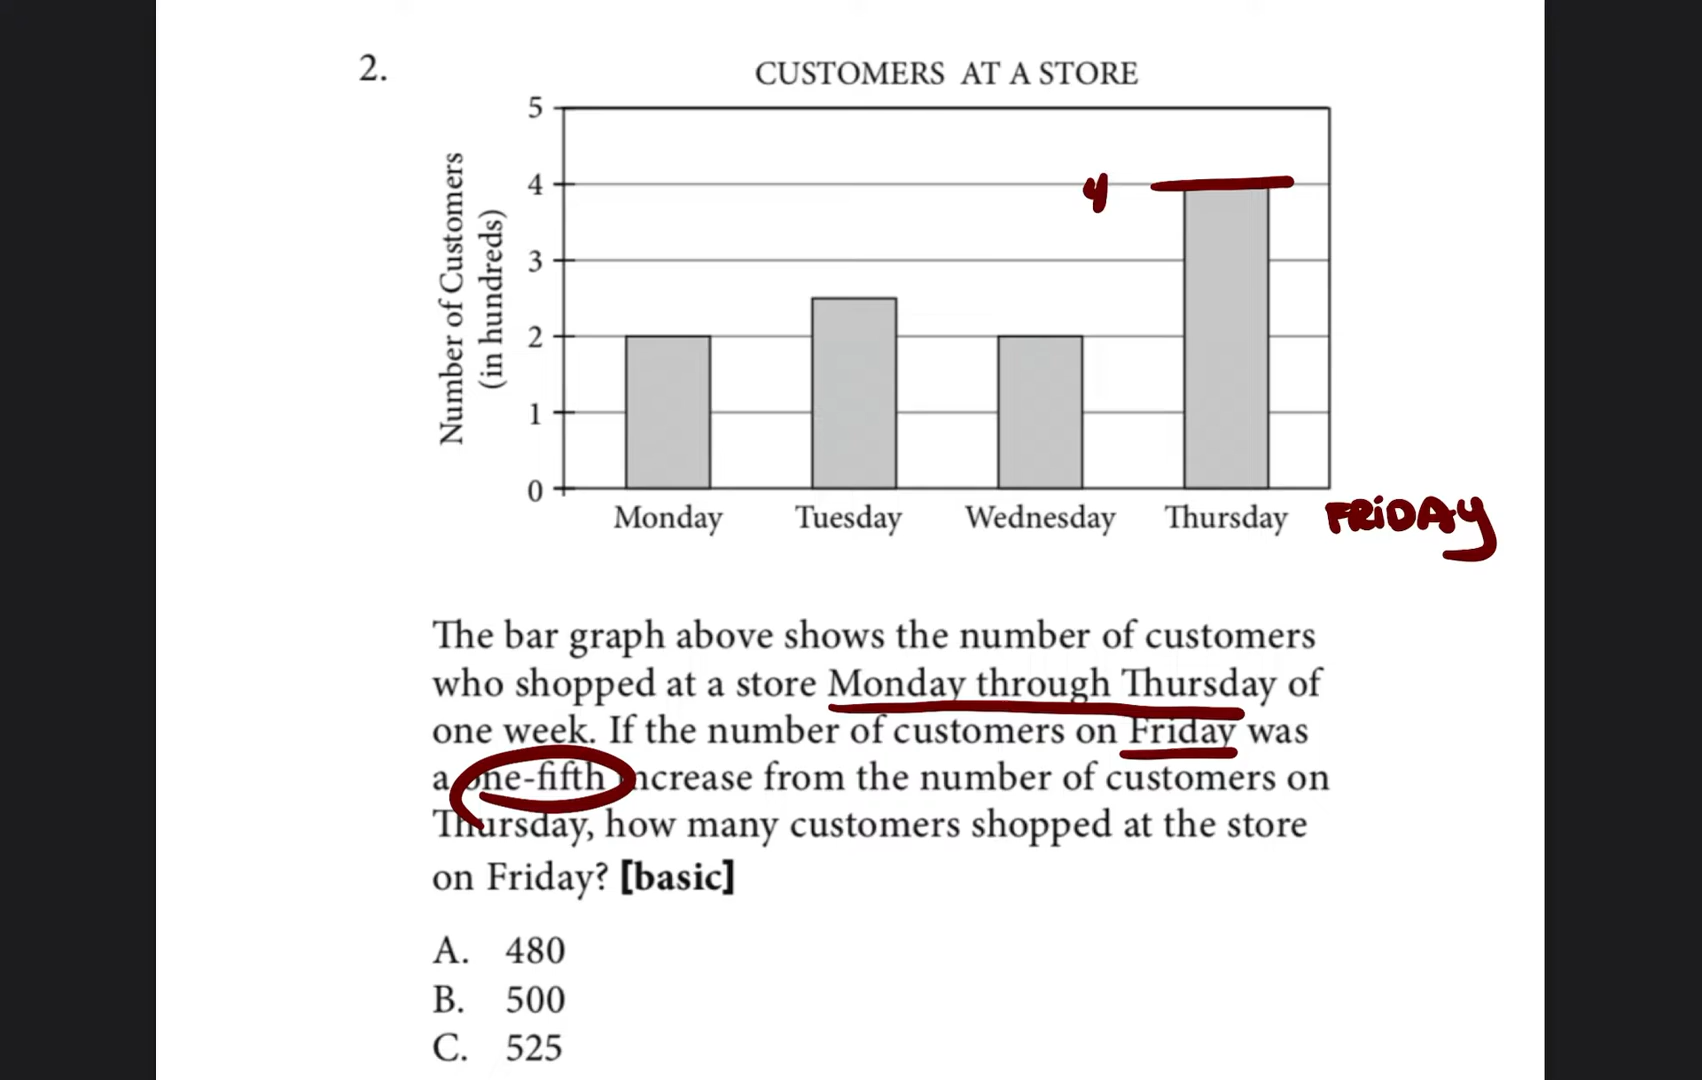 2.
CUSTOMERS AT A STORE
Number of Customers
(in hundreds)
5
4
4
3
2
1
0
Monday Tuesday Wednesday Thursday FRiDAY
The bar graph above shows the number of customers
who shopped at a store Monday through Thursday of
one week. If the number of customers on Friday was
a one-fifth increase from the number of customers on
Thursday, how many customers shopped at the store
on Friday? [basic]
A. 480
B. 500
C. 525